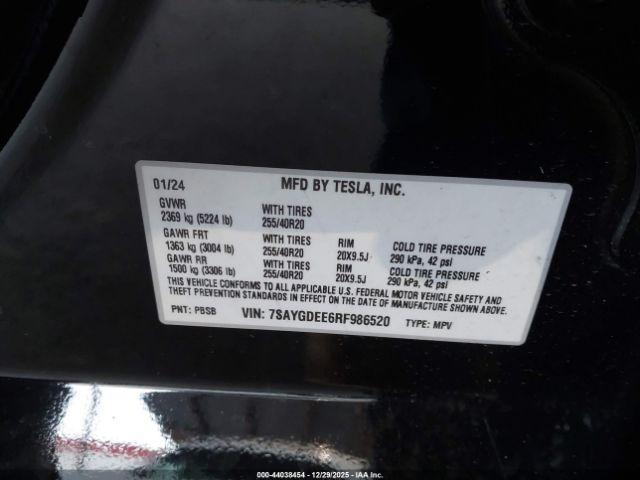 01/24 MFD BY TESLA, INC.
GVWR
2369 kg (5224 lb) WITH TIRES 255/40R20
GAWR FRT
1363 kg (3004 lb) WITH TIRES 255/40R20 RIM 20X9.5J COLD TIRE PRESSURE 290 kPa, 42 psi
GAWR RR
1500 kg (3306 lb) WITH TIRES 255/40R20 RIM 20X9.5J COLD TIRE PRESSURE 290 kPa, 42 psi
THIS VEHICLE CONFORMS TO ALL APPLICABLE U.S. FEDERAL MOTOR VEHICLE SAFETY AND
THEFT PREVENTION STANDARDS IN EFFECT ON THE DATE OF MANUFACTURE SHOWN ABOVE.
PNT: PBSB VIN: 7SAYGDEE6RF986520 TYPE: MPV
000-44038454 - 12/29/2025 - IAAI.COM